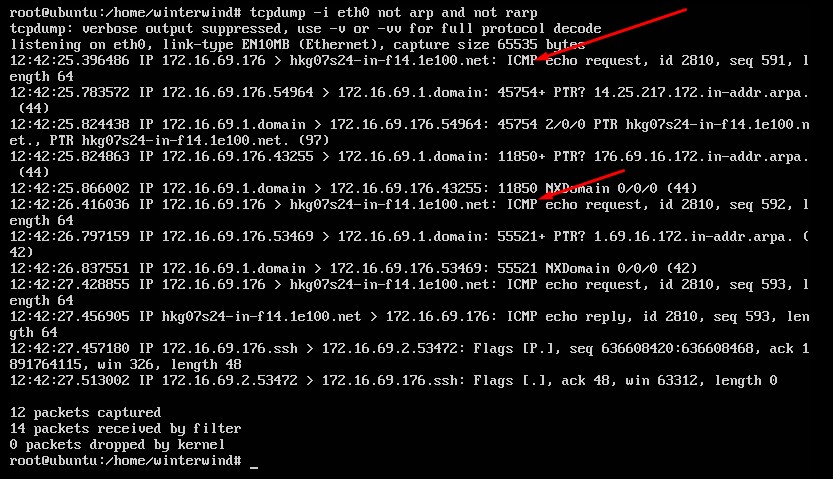 root@ubuntu:/home/winterwind# tcpdump -i eth0 not arp and not rarp
tcpdump: verbose output suppressed, use -v or -vv for full protocol decode
listening on eth0, link-type EN10MB (Ethernet), capture size 65535 bytes
12:42:25.396486 IP 172.16.69.176 > hkg07s24-in-f14.1e100.net: ICMP echo request, id 2810, seq 591, l
ength 64
12:42:25.783572 IP 172.16.69.176.54964 > 172.16.69.1.domain: 45754+ PTR? 14.25.217.172.in-addr.arpa.
 (44)
12:42:25.824438 IP 172.16.69.1.domain > 172.16.69.176.54964: 45754 2/0/0 PTR hkg07s24-in-f14.1e100.n
et., PTR hkg07s24-in-f14.1e100.net. (97)
12:42:25.824863 IP 172.16.69.176.43255 > 172.16.69.1.domain: 11850+ PTR? 176.69.16.172.in-addr.arpa.
 (44)
12:42:25.866002 IP 172.16.69.1.domain > 172.16.69.176.43255: 11850 NXDomain 0/0/0 (44)
12:42:26.416036 IP 172.16.69.176 > hkg07s24-in-f14.1e100.net: ICMP echo request, id 2810, seq 592, l
ength 64
12:42:26.797159 IP 172.16.69.176.53469 > 172.16.69.1.domain: 55521+ PTR? 1.69.16.172.in-addr.arpa. (
42)
12:42:26.837551 IP 172.16.69.1.domain > 172.16.69.176.53469: 55521 NXDomain 0/0/0 (42)
12:42:27.428855 IP 172.16.69.176 > hkg07s24-in-f14.1e100.net: ICMP echo request, id 2810, seq 593, l
ength 64
12:42:27.456905 IP hkg07s24-in-f14.1e100.net > 172.16.69.176: ICMP echo reply, id 2810, seq 593, len
gth 64
12:42:27.457180 IP 172.16.69.176.ssh > 172.16.69.2.53472: Flags [P.], seq 636608420:636608468, ack 1
891764115, win 326, length 48
12:42:27.513002 IP 172.16.69.2.53472 > 172.16.69.176.ssh: Flags [.], ack 48, win 63312, length 0
12 packets captured
14 packets received by filter
0 packets dropped by kernel
root@ubuntu:/home/winterwind# _